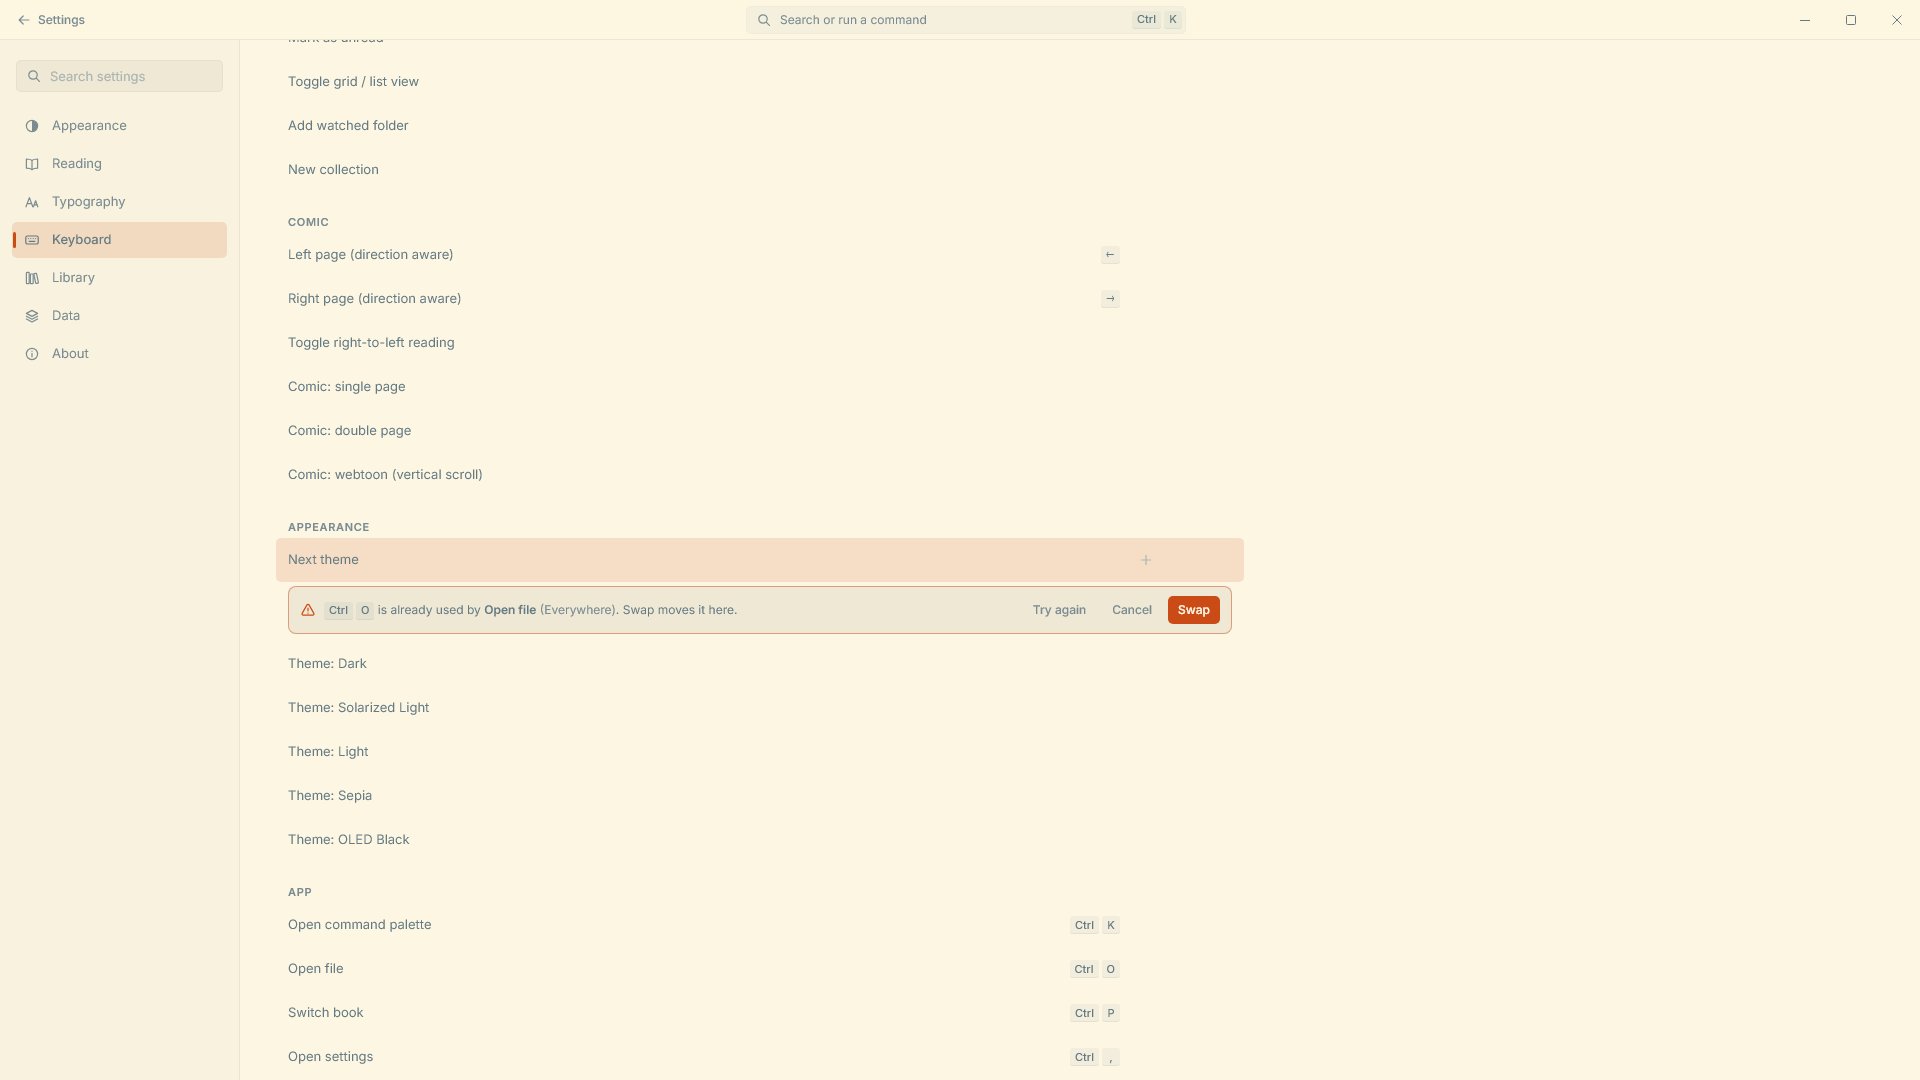 Settings
Search or run a command
Ctrl K
Search settings
Appearance
Reading
Typography
Keyboard
Library
Data
About
Mark as unread
Toggle grid / list view
Add watched folder
New collection
COMIC
Left page (direction aware) ←
Right page (direction aware) →
Toggle right-to-left reading
Comic: single page
Comic: double page
Comic: webtoon (vertical scroll)
APPEARANCE
Next theme +
Ctrl O is already used by Open file (Everywhere). Swap moves it here. Try again Cancel Swap
Theme: Dark
Theme: Solarized Light
Theme: Light
Theme: Sepia
Theme: OLED Black
APP
Open command palette Ctrl K
Open file Ctrl O
Switch book Ctrl P
Open settings Ctrl ,